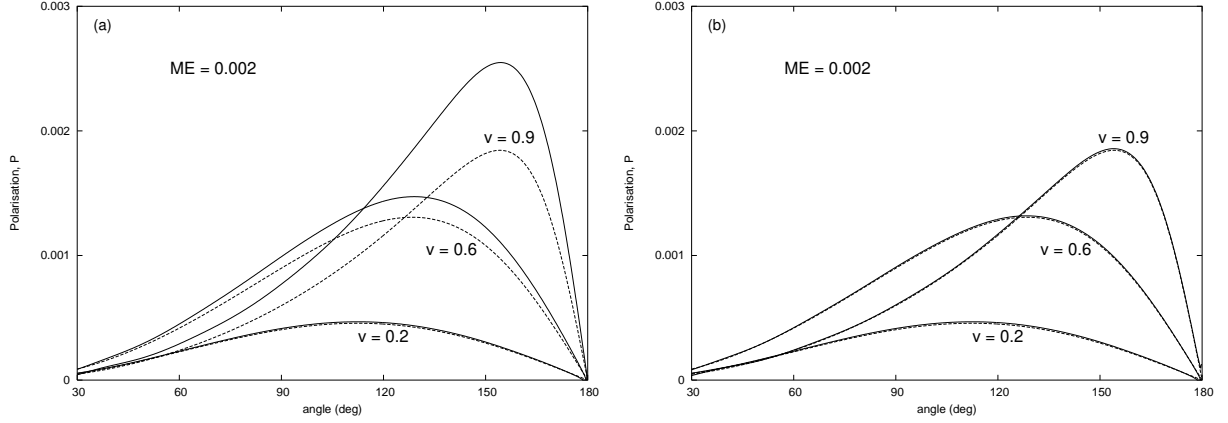 (a)
ME = 0.002
v = 0.9
v = 0.6
v = 0.2
0.003
0.002
0.001
0
Polarisation, P
30
60
90
120
150
180
angle (deg)
(b)
ME = 0.002
v = 0.9
v = 0.6
v = 0.2
0.003
0.002
0.001
0
Polarisation, P
30
60
90
120
150
180
angle (deg)